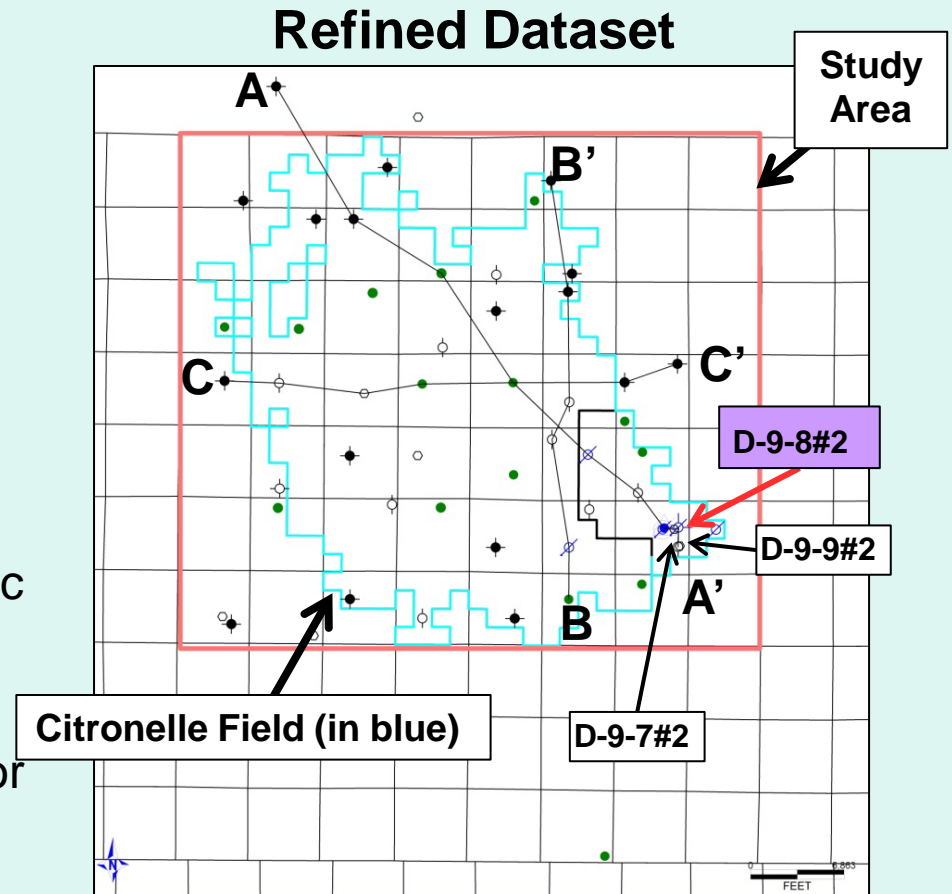 Refined Dataset
Study
Area
A
B’
C
C’
D-9-8#2
D-9-9#2
A’
c
B
Citronelle Field (in blue)
D-9-7#2
or
N
0
FEET